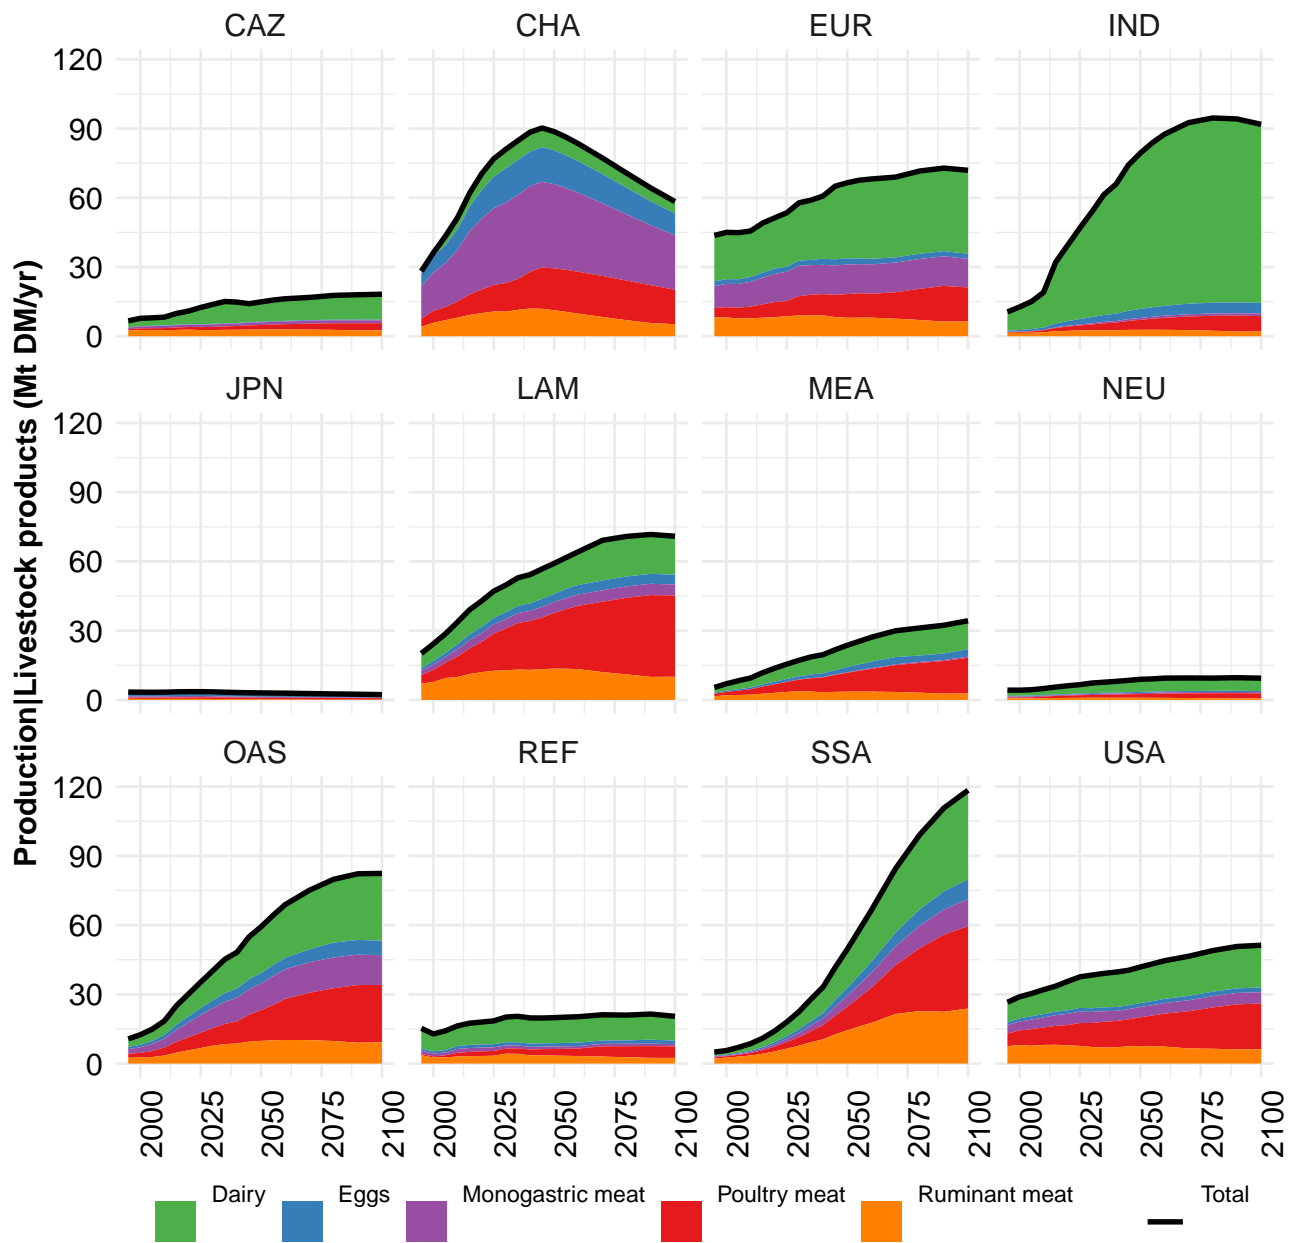 CAZ CHA EUR IND
120
90
60
30
0
JPN LAM MEA NEU
120
90
60
30
0
OAS REF SSA USA
120
90
60
30
0
Production|Livestock products (Mt DM/yr)
2000 2025 2050 2075 2100 2000 2025 2050 2075 2100 2000 2025 2050 2075 2100 2000 2025 2050 2075 2100
Dairy Eggs Monogastric meat Poultry meat Ruminant meat Total